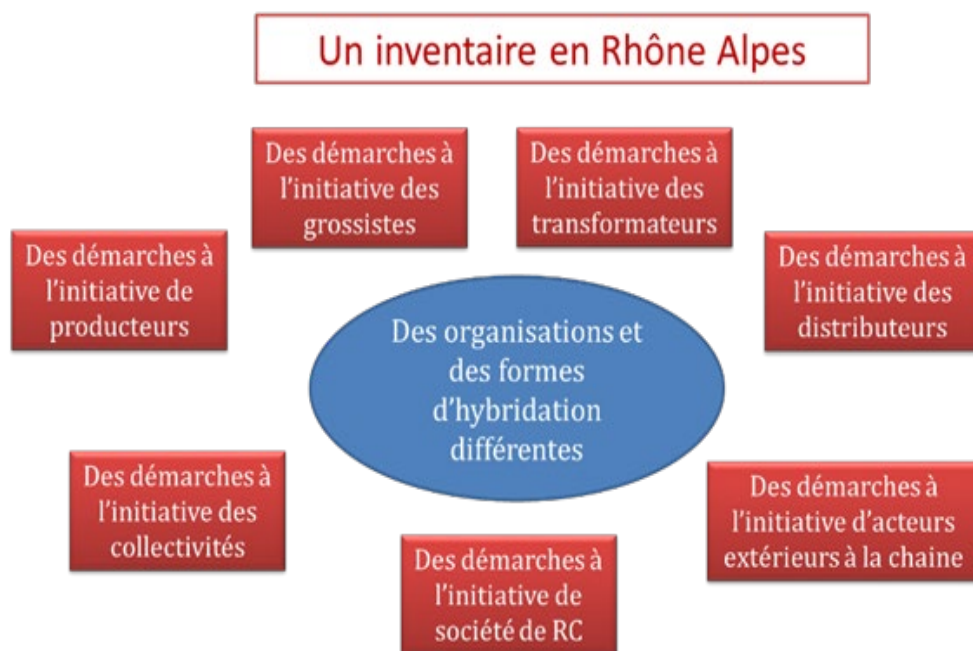 Un inventaire en Rhône Alpes
Des démarches à
l'initiative des
grossistes
Des démarches à
l'initiative des
transformateurs
Des démarches à
l'initiative de
producteurs
Des démarches à
l'initiative des
distributeurs
Des organisations et
des formes
d'hybridation
différentes
Des démarches à
l'initiative des
collectivités
Des démarches à
l'initiative d'acteurs
extérieurs à la chaine
Des démarches à
l'initiative de
société de RC